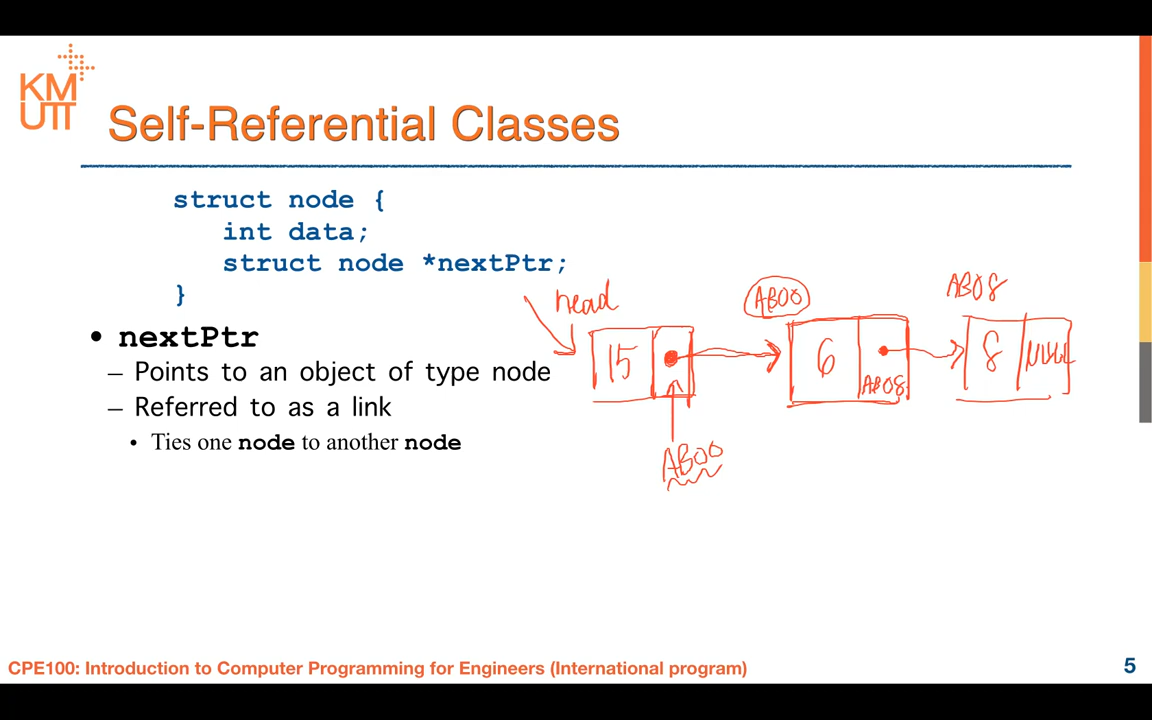 KM
UTT
Self-Referential Classes
struct node {
int data;
struct node *nextPtr;
}
• nextPtr
– Points to an object of type node
– Referred to as a link
• Ties one node to another node
head
AB00
AB08
15
6
AB08
8
NULL
AB00
CPE100: Introduction to Computer Programming for Engineers (International program)
5